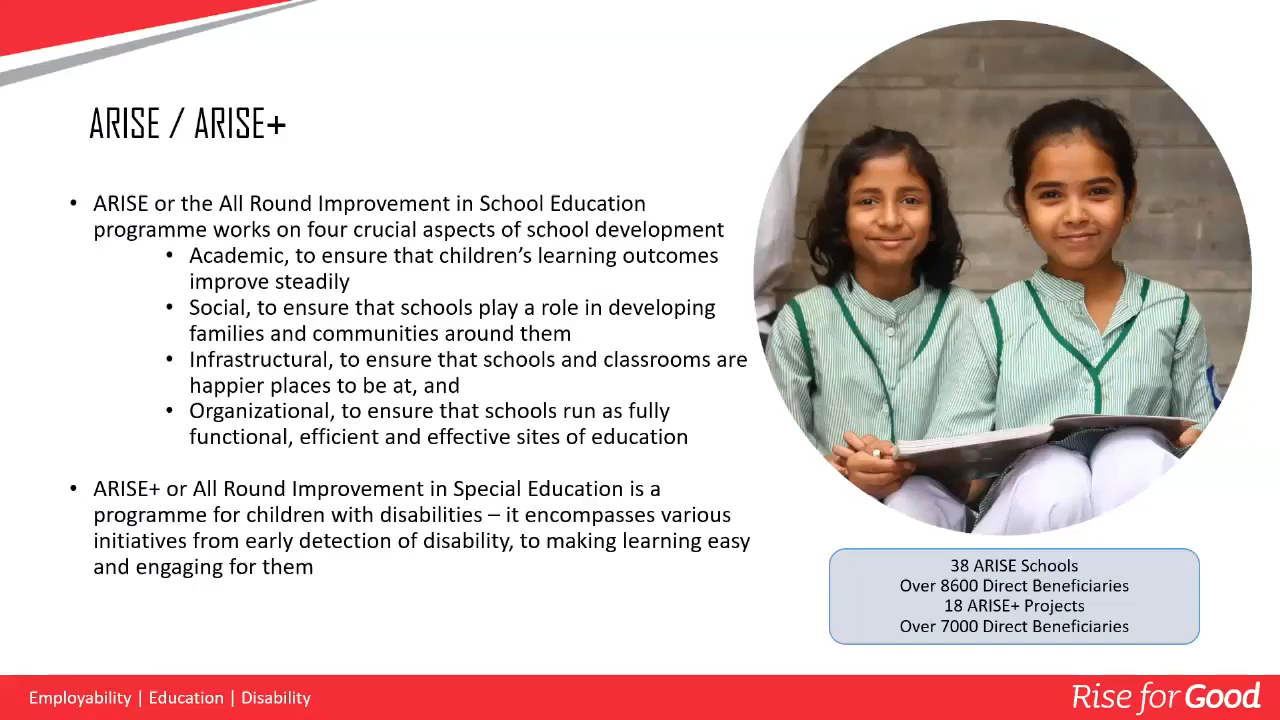 ARISE / ARISE+
• ARISE or the All Round Improvement in School Education
programme works on four crucial aspects of school development
• Academic, to ensure that children’s learning outcomes
improve steadily
• Social, to ensure that schools play a role in developing
families and communities around them
• Infrastructural, to ensure that schools and classrooms are
happier places to be at, and
• Organizational, to ensure that schools run as fully
functional, efficient and effective sites of education
• ARISE+ or All Round Improvement in Special Education is a
programme for children with disabilities – it encompasses various
initiatives from early detection of disability, to making learning easy
and engaging for them
38 ARISE Schools
Over 8600 Direct Beneficiaries
18 ARISE+ Projects
Over 7000 Direct Beneficiaries
Employability | Education | Disability
Rise for Good